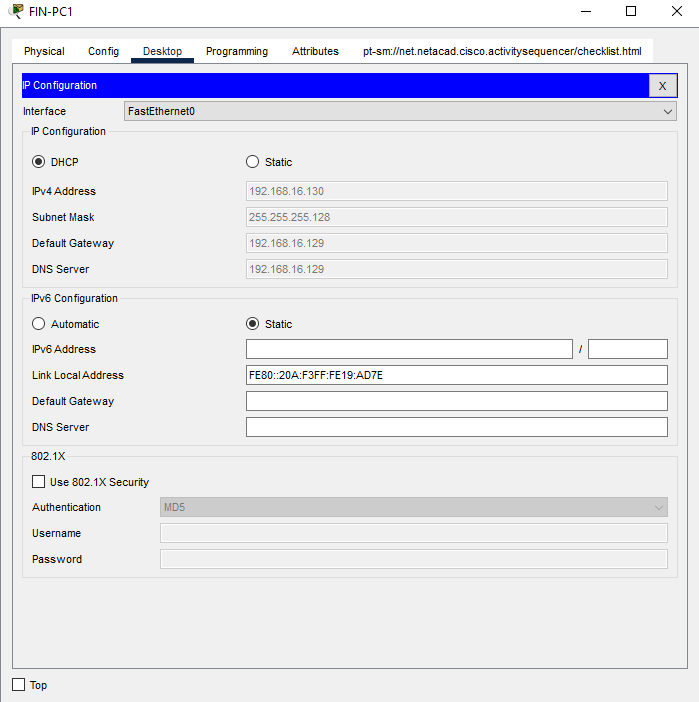 FIN-PC1
Physical Config Desktop Programming Attributes pt-sm://net.netacad.cisco.activitysequencer/checklist.html
IP Configuration X
Interface FastEthernet0
IP Configuration
DHCP Static
IPv4 Address 192.168.16.130
Subnet Mask 255.255.255.128
Default Gateway 192.168.16.129
DNS Server 192.168.16.129
IPv6 Configuration
Automatic Static
IPv6 Address /
Link Local Address FE80::20A:F3FF:FE19:AD7E
Default Gateway
DNS Server
802.1X
Use 802.1X Security
Authentication MD5
Username
Password
Top